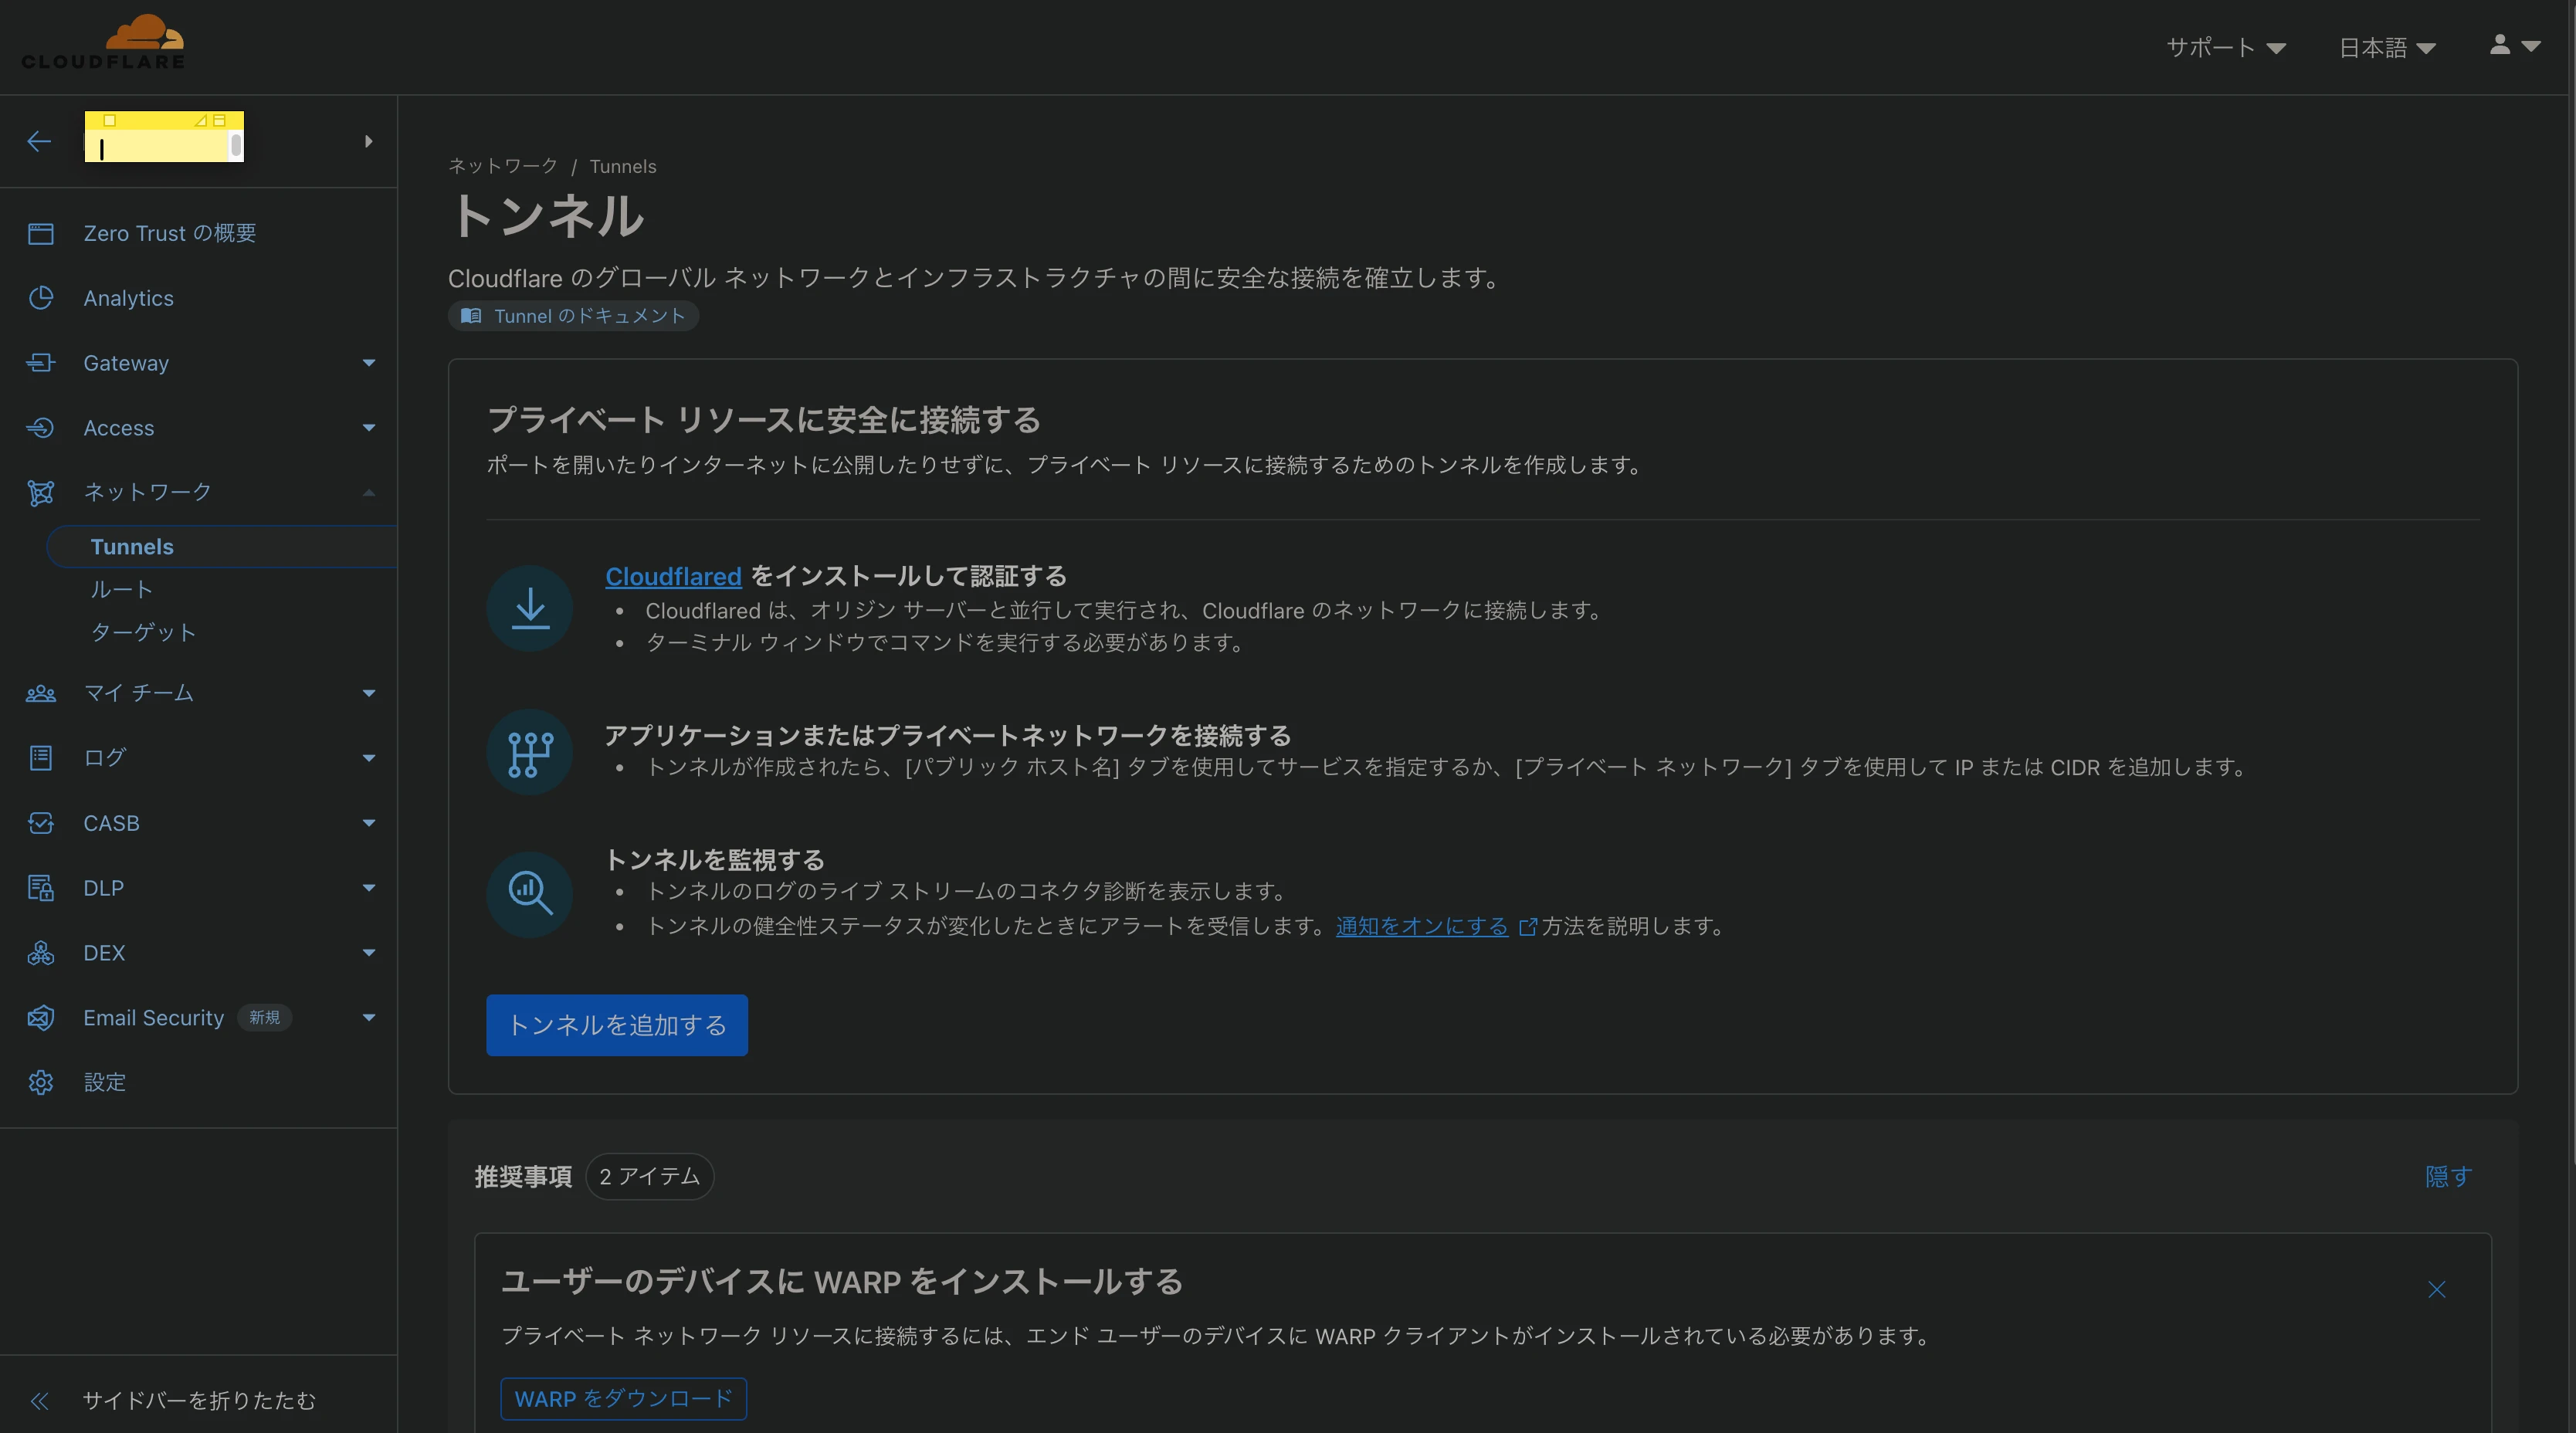 CLOUDFLARE
サポート
日本語
Zero Trust の概要
Analytics
Gateway
Access
ネットワーク
Tunnels
ルート
ターゲット
マイ チーム
ログ
CASB
DLP
DEX
Email Security 新規
設定
サイドバーを折りたたむ
ネットワーク / Tunnels
トンネル
Cloudflare のグローバル ネットワークとインフラストラクチャの間に安全な接続を確立します。
Tunnel のドキュメント
プライベート リソースに安全に接続する
ポートを開いたりインターネットに公開したりせずに、プライベート リソースに接続するためのトンネルを作成します。
Cloudflared をインストールして認証する
• Cloudflared は、オリジン サーバーと並行して実行され、Cloudflare のネットワークに接続します。
• ターミナル ウィンドウでコマンドを実行する必要があります。
アプリケーションまたはプライベートネットワークを接続する
• トンネルが作成されたら、[パブリック ホスト名] タブを使用してサービスを指定するか、[プライベート ネットワーク] タブを使用して IP または CIDR を追加します。
トンネルを監視する
• トンネルのログのライブ ストリームのコネクタ診断を表示します。
• トンネルの健全性ステータスが変化したときにアラートを受信します。通知をオンにする 方法を説明します。
トンネルを追加する
推奨事項 2 アイテム
隠す
ユーザーのデバイスに WARP をインストールする
プライベート ネットワーク リソースに接続するには、エンド ユーザーのデバイスに WARP クライアントがインストールされている必要があります。
WARP をダウンロード